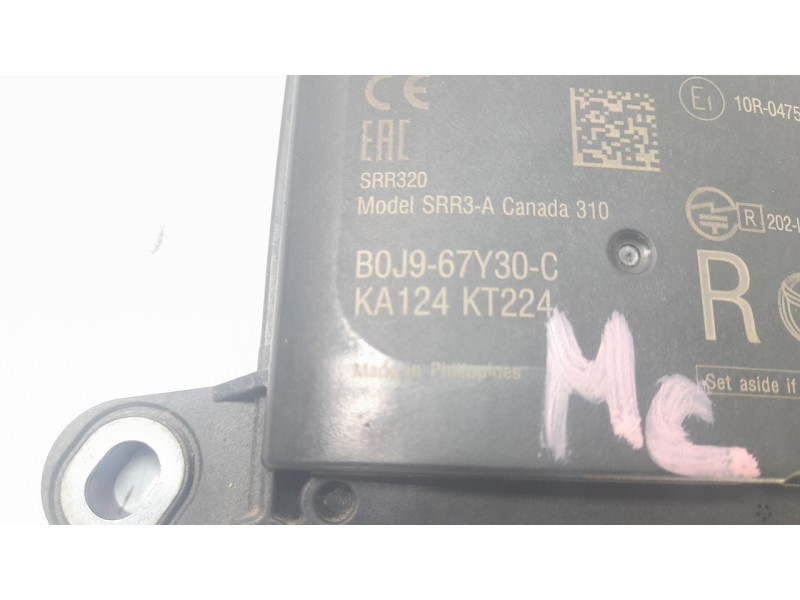 CE
EAC
SRR320
Model SRR3-A Canada 310
B0J9-67Y30-C
KA124 KT224
Made in Philippines
E1
10R-0475
R
202-
R
Set aside if
MC